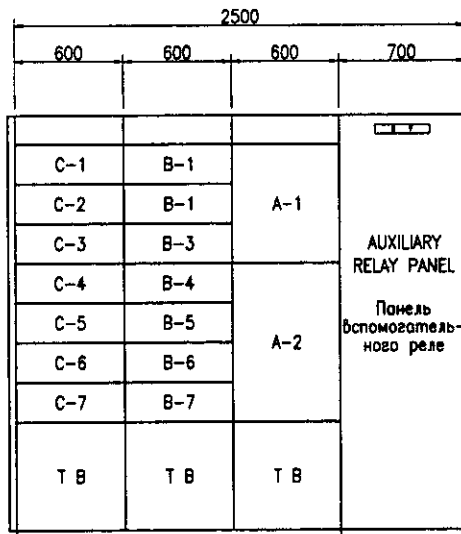 2500
600 600 600 700
C-1 B-1
C-2 B-1 A-1
C-3 B-3 AUXILIARY
RELAY PANEL
C-4 B-4
C-5 B-5 Панель
вспомогатель-
A-2 ного реле
C-6 B-6
C-7 B-7
T B T B T B